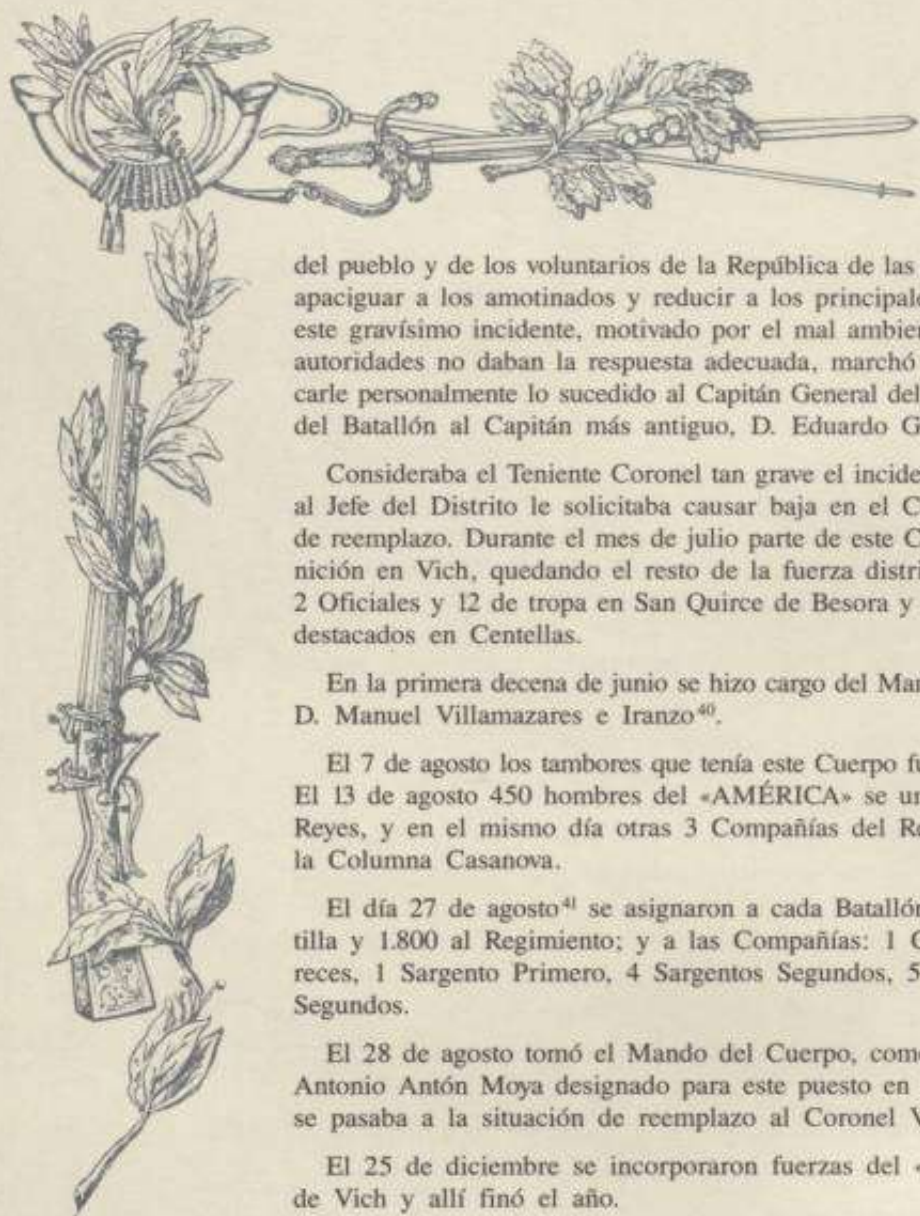 del pueblo y de los voluntarios de la República de las
apaciguar a los amotinados y reducir a los
este gravísimo incidente, motivado por el mal
autoridades no daban la respuesta adecuada, marchó
carle personalmente lo sucedido al Capitán General del
del Batallón al Capitán más antiguo, D. Eduardo G
Consideraba el Teniente Coronel tan grave el
al Jefe del Distrito le solicitaba causar baja en el C
de reemplazo. Durante el mes de julio parte de este C
nición en Vich, quedando el resto de la fuerza distri
2 Oficiales y 12 de tropa en San Quirce de Besora y
destacados en Centellas.
En la primera decena de junio se hizo cargo del Mar
D. Manuel Villamazares e Iranzo⁴⁰.
El 7 de agosto los tambores que tenía este Cuerpo fu
El 13 de agosto 450 hombres del «AMÉRICA» se un
Reyes, y en el mismo día otras 3 Compañías del Re
la Columna Casanova.
El día 27 de agosto⁴¹ se asignaron a cada Batallón
tilla y 1.800 al Regimiento; y a las Compañías: 1 C
reces, 1 Sargento Primero, 4 Sargentos Segundos, 5
Segundos.
El 28 de agosto tomó el Mando del Cuerpo, com
Antonio Antón Moya designado para este puesto en
se pasaba a la situación de reemplazo al Coronel V
El 25 de diciembre se incorporaron fuerzas del «
de Vich y allí finó el año.